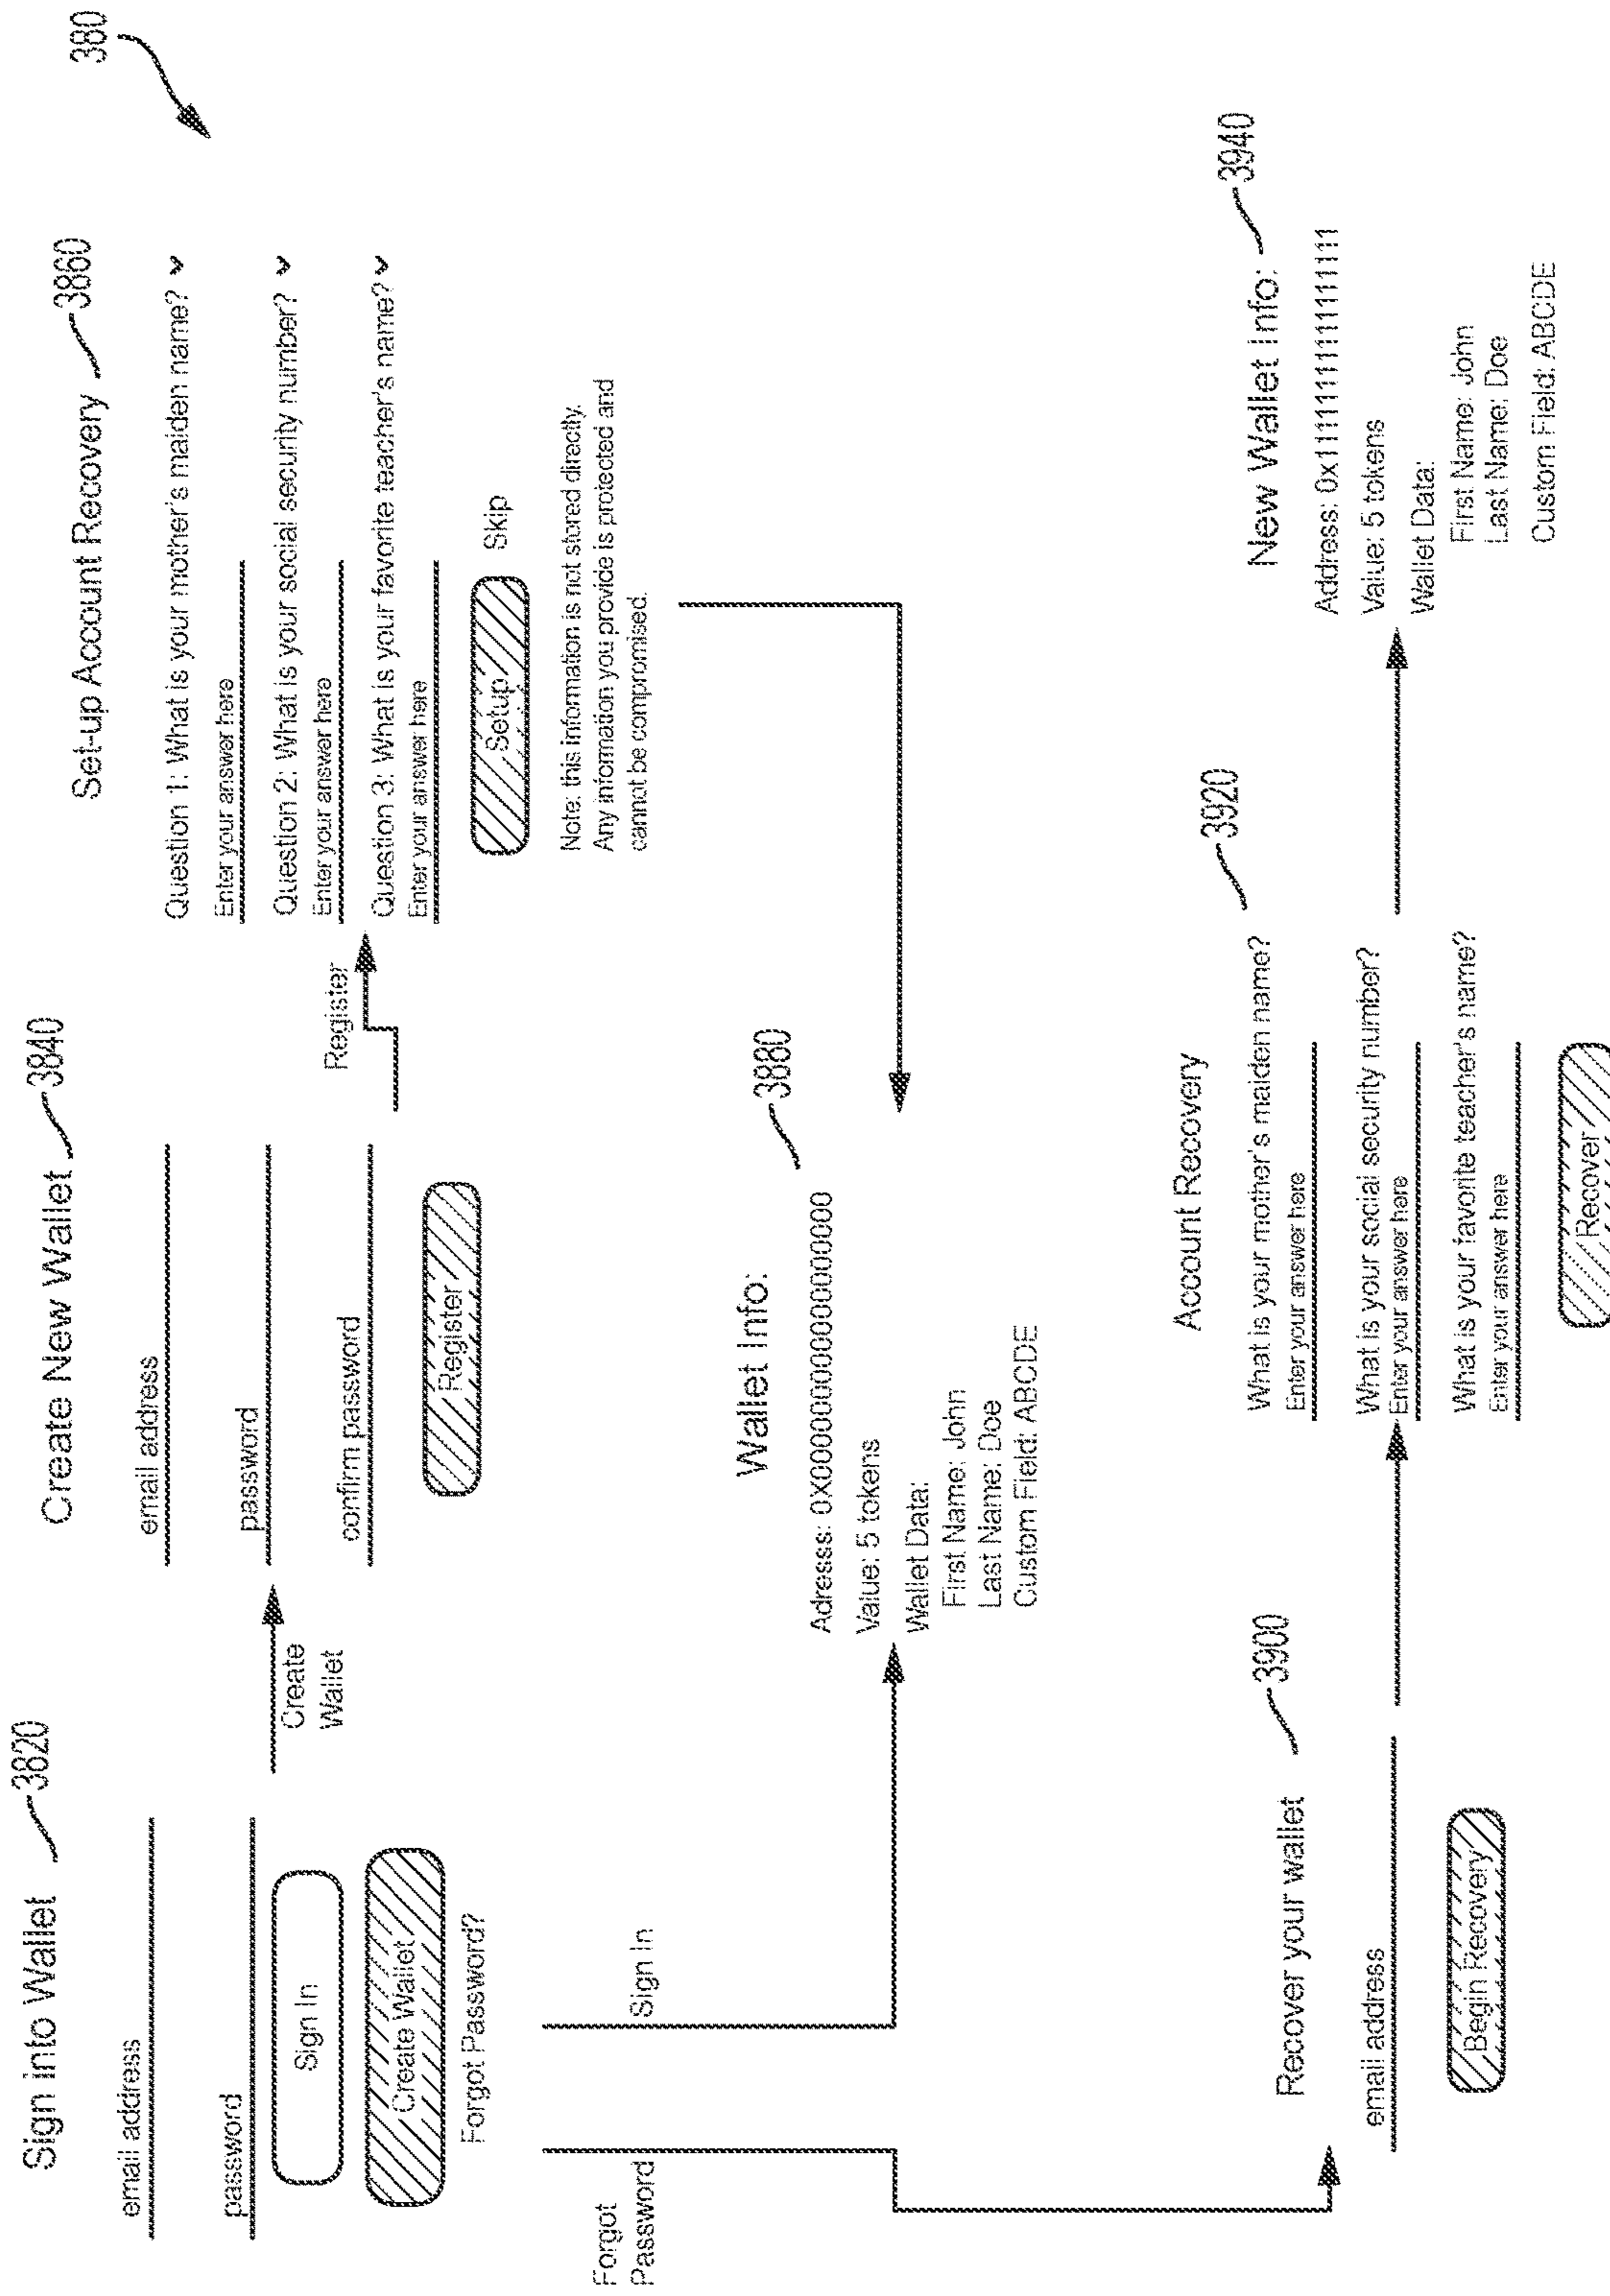 380
Sign into Wallet
3820
email address
password
Sign In
Create Wallet
Forgot Password?
Create
Wallet
Create New Wallet
3840
email address
password
confirm password
Register
Register
Set-up Account Recovery
3860
Question 1: What is your mother's maiden name?
Enter your answer here
Question 2: What is your social security number?
Enter your answer here
Question 3: What is your favorite teacher's name?
Enter your answer here
Setup
Skip
Note: this information is not stored directly.
Any information you provide is protected and
cannot be compromised.
Sign In
Forgot
Password
Wallet Info:
3880
Value: 5 tokens
Wallet Data:
First Name: John
Last Name: Doe
Custom Field: ABCDE
Recover your wallet
3900
email address
Begin Recovery
Account Recovery
3920
What is your mother's maiden name?
Enter your answer here
What is your social security number?
Enter your answer here
What is your favorite teacher's name?
Enter your answer here
Recover
New Wallet Info:
3940
Address:
Value: 5 tokens
Wallet Data:
First Name: John
Last Name: Doe
Custom Field: ABCDE